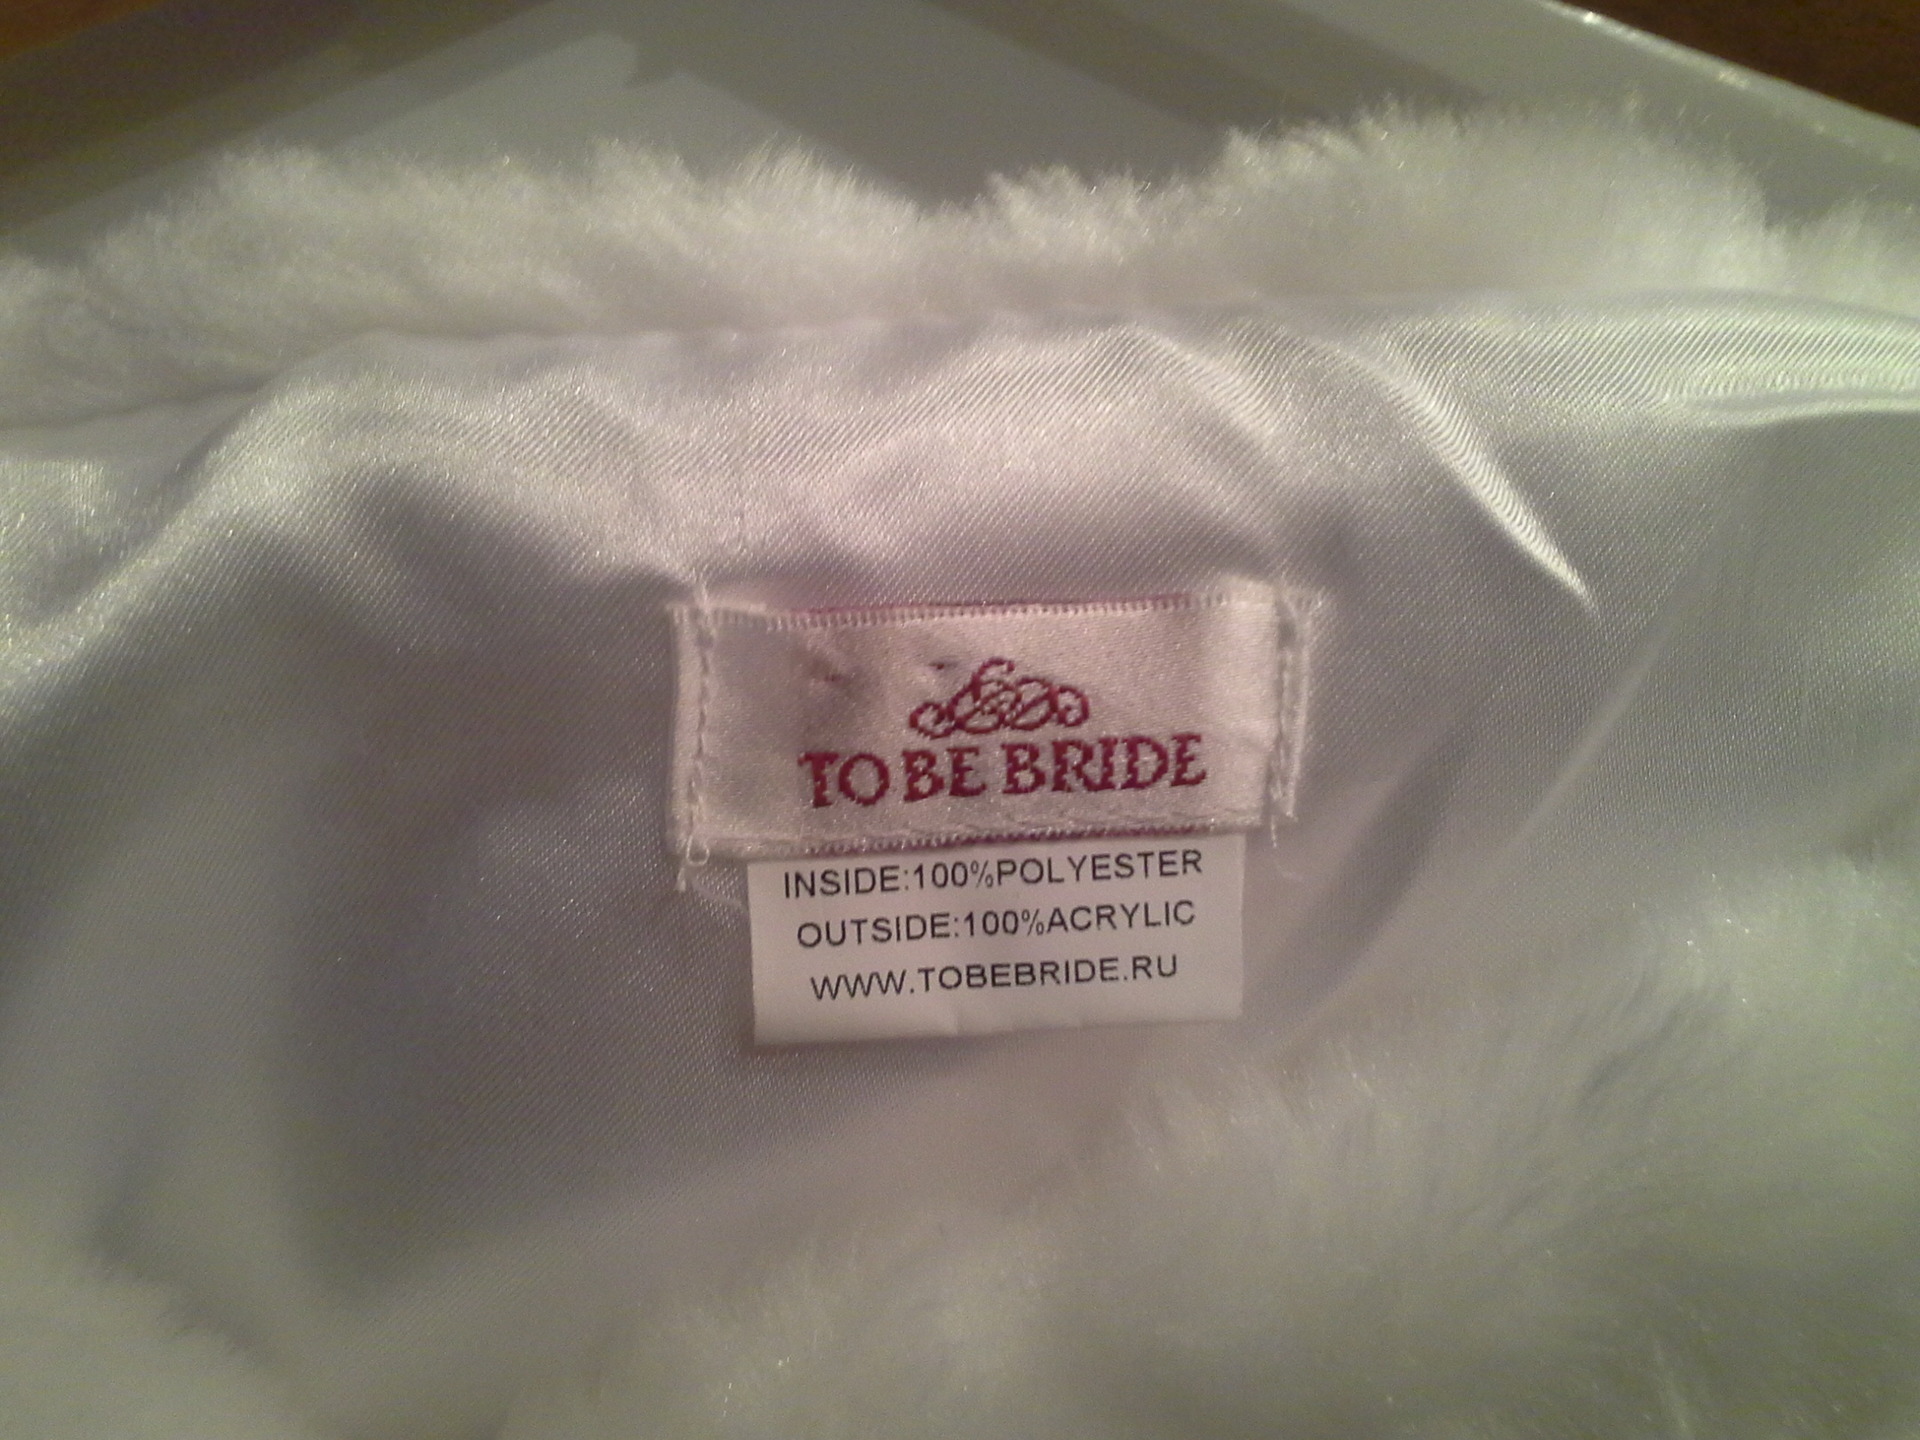 TO BE BRIDE
INSIDE:100%POLYESTER
OUTSIDE:100%ACRYLIC
WWW.TOBEBRIDE.RU